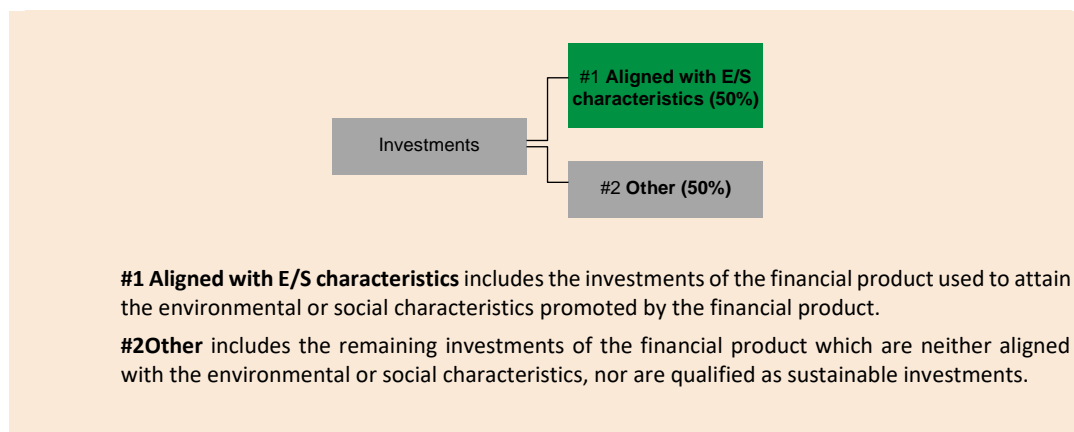 #1 Aligned with E/S
characteristics (50%)
Investments
#2 Other (50%)
#1 Aligned with E/S characteristics includes the investments of the financial product used to attain
the environmental or social characteristics promoted by the financial product.
#2Other includes the remaining investments of the financial product which are neither aligned
with the environmental or social characteristics, nor are qualified as sustainable investments.